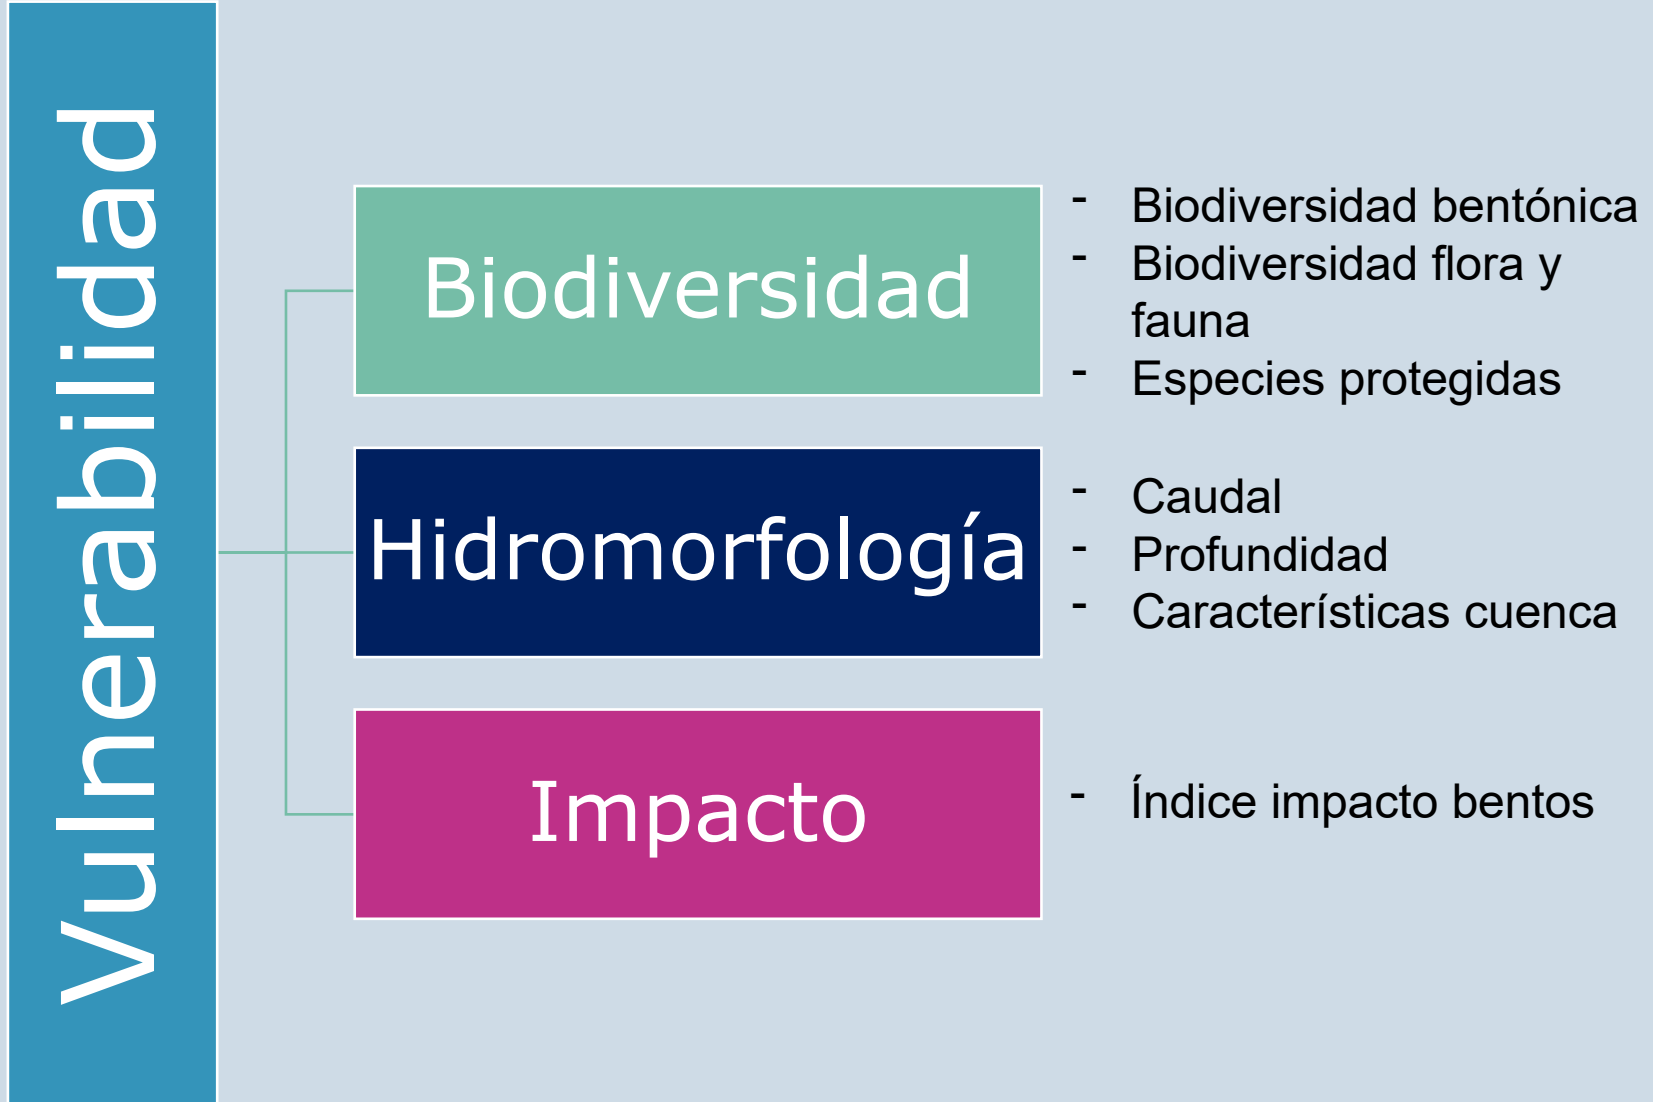 Vulnerabilidad
Biodiversidad
- Biodiversidad bentónica
- Biodiversidad flora y
fauna
- Especies protegidas
Hidromorfología
- Caudal
- Profundidad
- Características cuenca
Impacto
- Índice impacto bentos